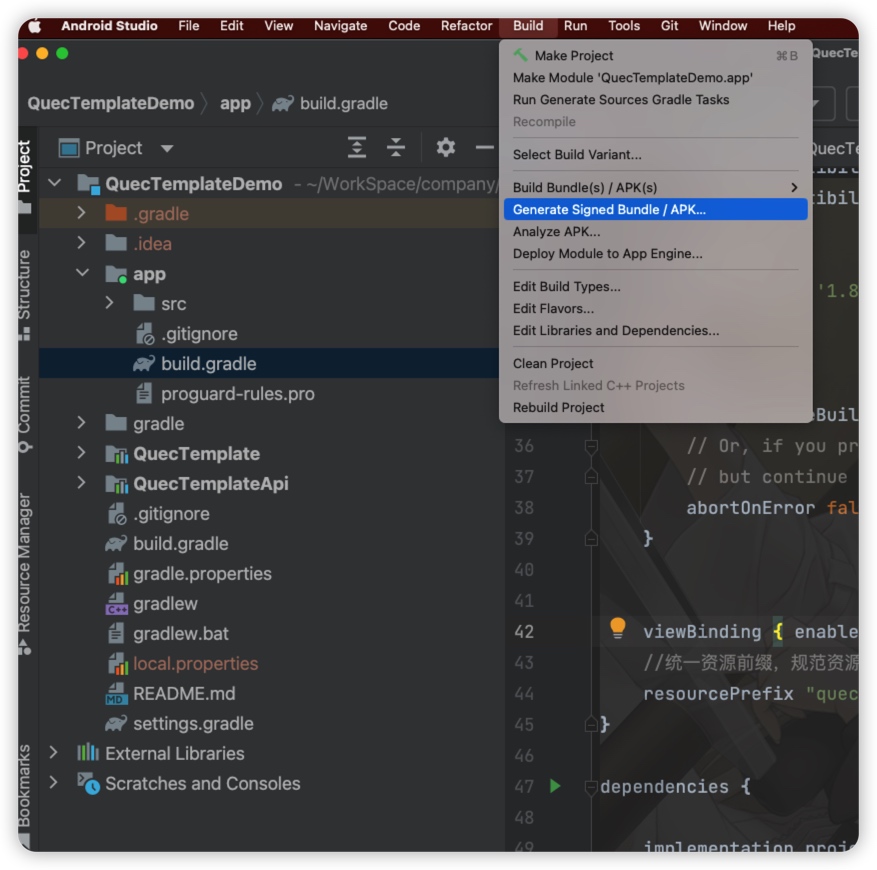 Android Studio File Edit View Navigate Code Refactor Build Run Tools Git Window Help
QuecTemplateDemo app build.gradle
Project
Project
Structure
Commit
Resource Manager
Bookmarks
QuecTemplateDemo - ~/WorkSpace/company/
.gradle
.idea
app
src
.gitignore
build.gradle
proguard-rules.pro
gradle
QuecTemplate
QuecTemplateApi
.gitignore
build.gradle
gradle.properties
gradlew
gradlew.bat
local.properties
README.md
settings.gradle
External Libraries
Scratches and Consoles
Make Project ⌘B
Make Module 'QuecTemplateDemo.app'
Run Generate Sources Gradle Tasks
Recompile
Select Build Variant...
Build Bundle(s) / APK(s)
Generate Signed Bundle / APK...
Analyze APK...
Deploy Module to App Engine...
Edit Build Types...
Edit Flavors...
Edit Libraries and Dependencies...
Clean Project
Refresh Linked C++ Projects
Rebuild Project
QuecTe
'1.8
36 // Or, if you pr
37 // but continue
38 abortOnError fal
39 }
40
41
42 viewBinding { enable
43 //统一资源前缀，规范资源
44 resourcePrefix "quec
45 }
46
47 dependencies {
48
49 implementation proje